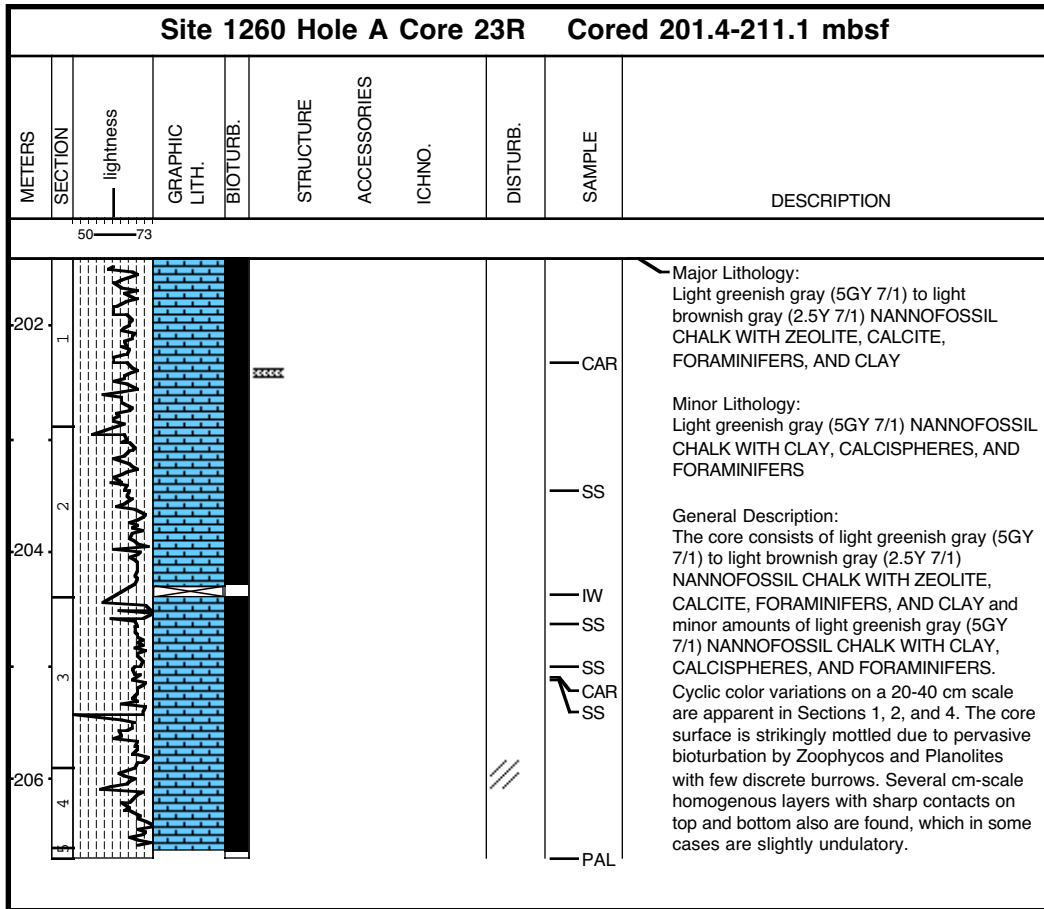 Site 1260 Hole A Core 23R Cored 201.4-211.1 mbsf
METERS
SECTION
lightness
GRAPHIC
LITH.
BIOTURB.
STRUCTURE
ACCESSORIES
ICHNO.
DISTURB.
SAMPLE
DESCRIPTION
50 73
202
204
206
1
2
3
4
5
CAR
SS
IW
SS
SS
CAR
SS
PAL
Major Lithology:
Light greenish gray (5GY 7/1) to light
brownish gray (2.5Y 7/1) NANNOFOSSIL
CHALK WITH ZEOLITE, CALCITE,
FORAMINIFERS, AND CLAY
Minor Lithology:
Light greenish gray (5GY 7/1) NANNOFOSSIL
CHALK WITH CLAY, CALCISPHERES, AND
FORAMINIFERS
General Description:
The core consists of light greenish gray (5GY
7/1) to light brownish gray (2.5Y 7/1)
NANNOFOSSIL CHALK WITH ZEOLITE,
CALCITE, FORAMINIFERS, AND CLAY and
minor amounts of light greenish gray (5GY
7/1) NANNOFOSSIL CHALK WITH CLAY,
CALCISPHERES, AND FORAMINIFERS.
Cyclic color variations on a 20-40 cm scale
are apparent in Sections 1, 2, and 4. The core
surface is strikingly mottled due to pervasive
bioturbation by Zoophycos and Planolites
with few discrete burrows. Several cm-scale
homogenous layers with sharp contacts on
top and bottom also are found, which in some
cases are slightly undulatory.